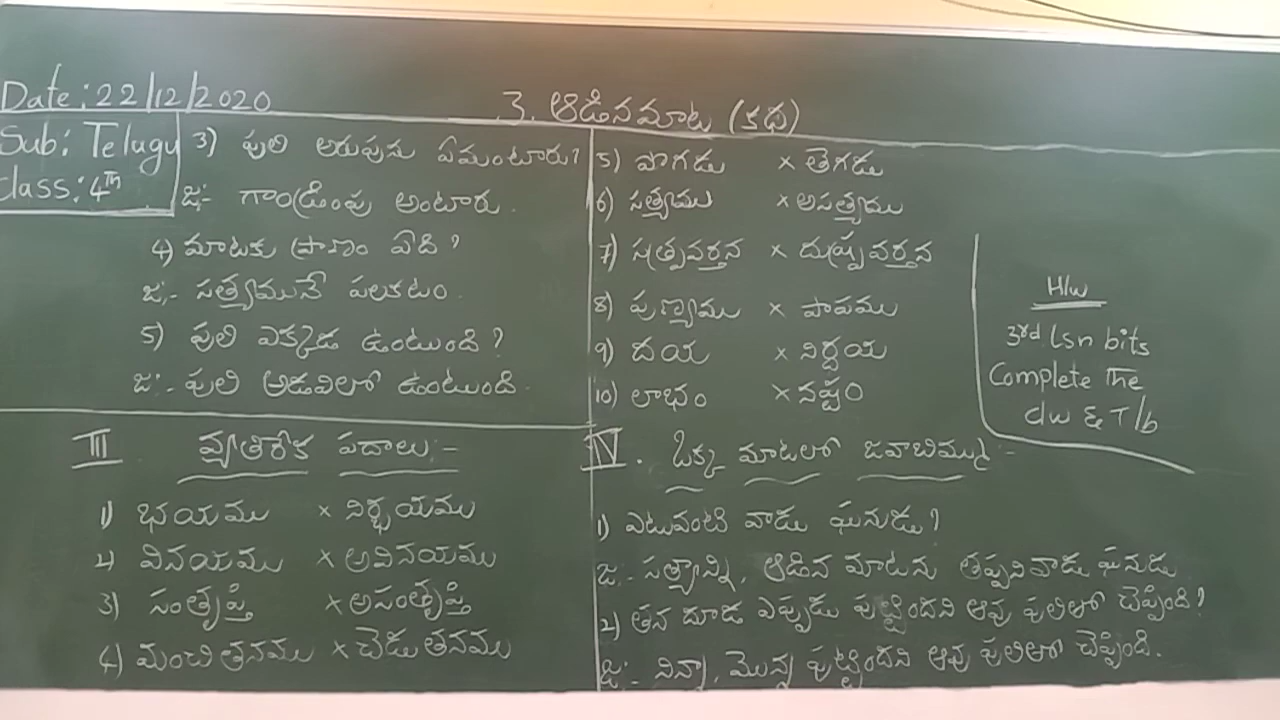 Date: 22/12/2020
3. ఆడినమాట (కథ)
Sub: Telugu
Class: 4th
3) పులి అరుపును ఏమంటారు?
జ:- గాండ్రింపు అంటారు.
4) మాటకు ప్రాణం ఏది?
జ:- సత్యమునే పలకటం.
5) పులి ఎక్కడ ఉంటుంది?
జ:- పులి అడవిలో ఉంటుంది.
III వ్యతిరేక పదాలు:-
1) భయము × నిర్భయము
2) వినయము × అవినయము
3) సంతృప్తి × అసంతృప్తి
4) మంచితనము × చెడుతనము
5) పొగడు × తెగడు
6) సత్యము × అసత్యము
7) సత్ప్రవర్తన × దుష్ప్రవర్తన
8) పుణ్యము × పాపము
9) దయ × నిర్దయ
10) లాభం × నష్టం
IV. ఒక్క మాటలో జవాబిమ్ము:-
1) ఎటువంటి వాడు ఘనుడు?
జ:- సత్యాన్ని, ఆడిన మాటను తప్పనివాడు ఘనుడు
2) తన దూడ ఎప్పుడు పుట్టిందని ఆవు పులితో చెప్పింది?
జ:- నిన్నా, మొన్న పుట్టిందని ఆవు పులితో చెప్పింది.
H/w
3rd lsn bits
Complete the
c/w & T/b